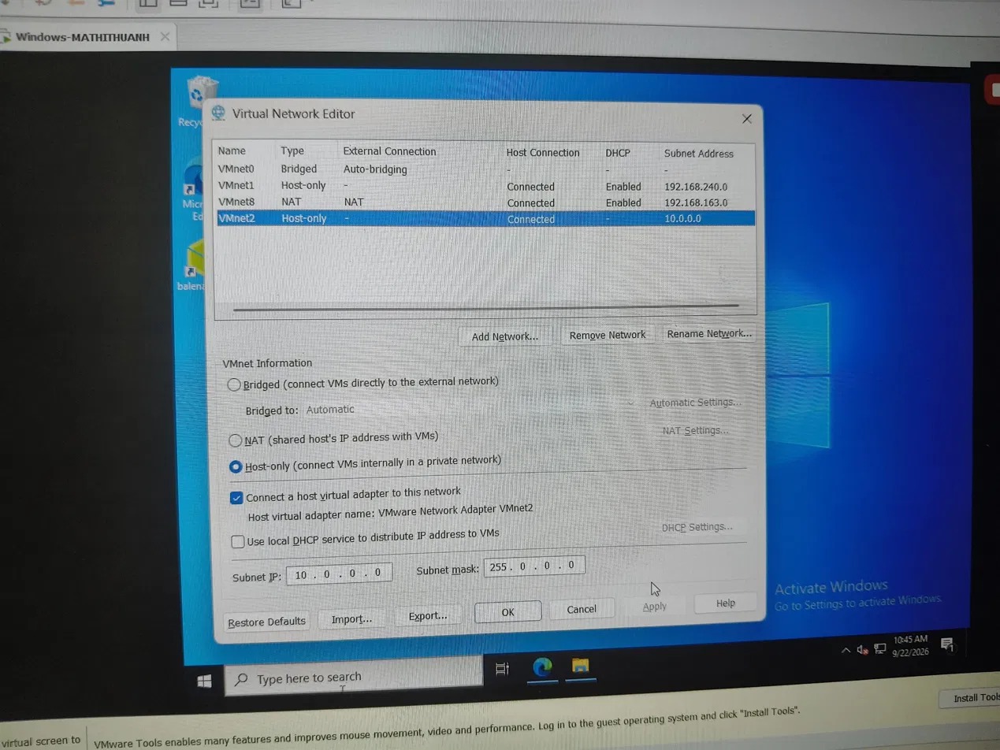 Windows-MATHITHUANH
Virtual Network Editor
Name Type External Connection Host Connection DHCP Subnet Address
VMnet0 Bridged Auto-bridging - - -
VMnet1 Host-only - Connected Enabled 192.168.240.0
VMnet8 NAT NAT Connected Enabled 192.168.163.0
VMnet2 Host-only - Connected - 10.0.0.0
Add Network... Remove Network Rename Network...
VMnet Information
Bridged (connect VMs directly to the external network)
Bridged to: Automatic Automatic Settings...
NAT (shared host's IP address with VMs) NAT Settings...
Host-only (connect VMs internally in a private network)
Connect a host virtual adapter to this network
Host virtual adapter name: VMware Network Adapter VMnet2
Use local DHCP service to distribute IP address to VMs DHCP Settings...
Subnet IP: 10 . 0 . 0 . 0 Subnet mask: 255 . 0 . 0 . 0
Restore Defaults Import... Export... OK Cancel Apply Help
Recyc
Micr
Ed
balena
Activate Windows
Go to Settings to activate Windows.
Type here to search
10:45 AM
9/22/2026
1
Install Tools
virtual screen to
VMware Tools enables many features and improves mouse movement, video and performance. Log in to the guest operating system and click "Install Tools".